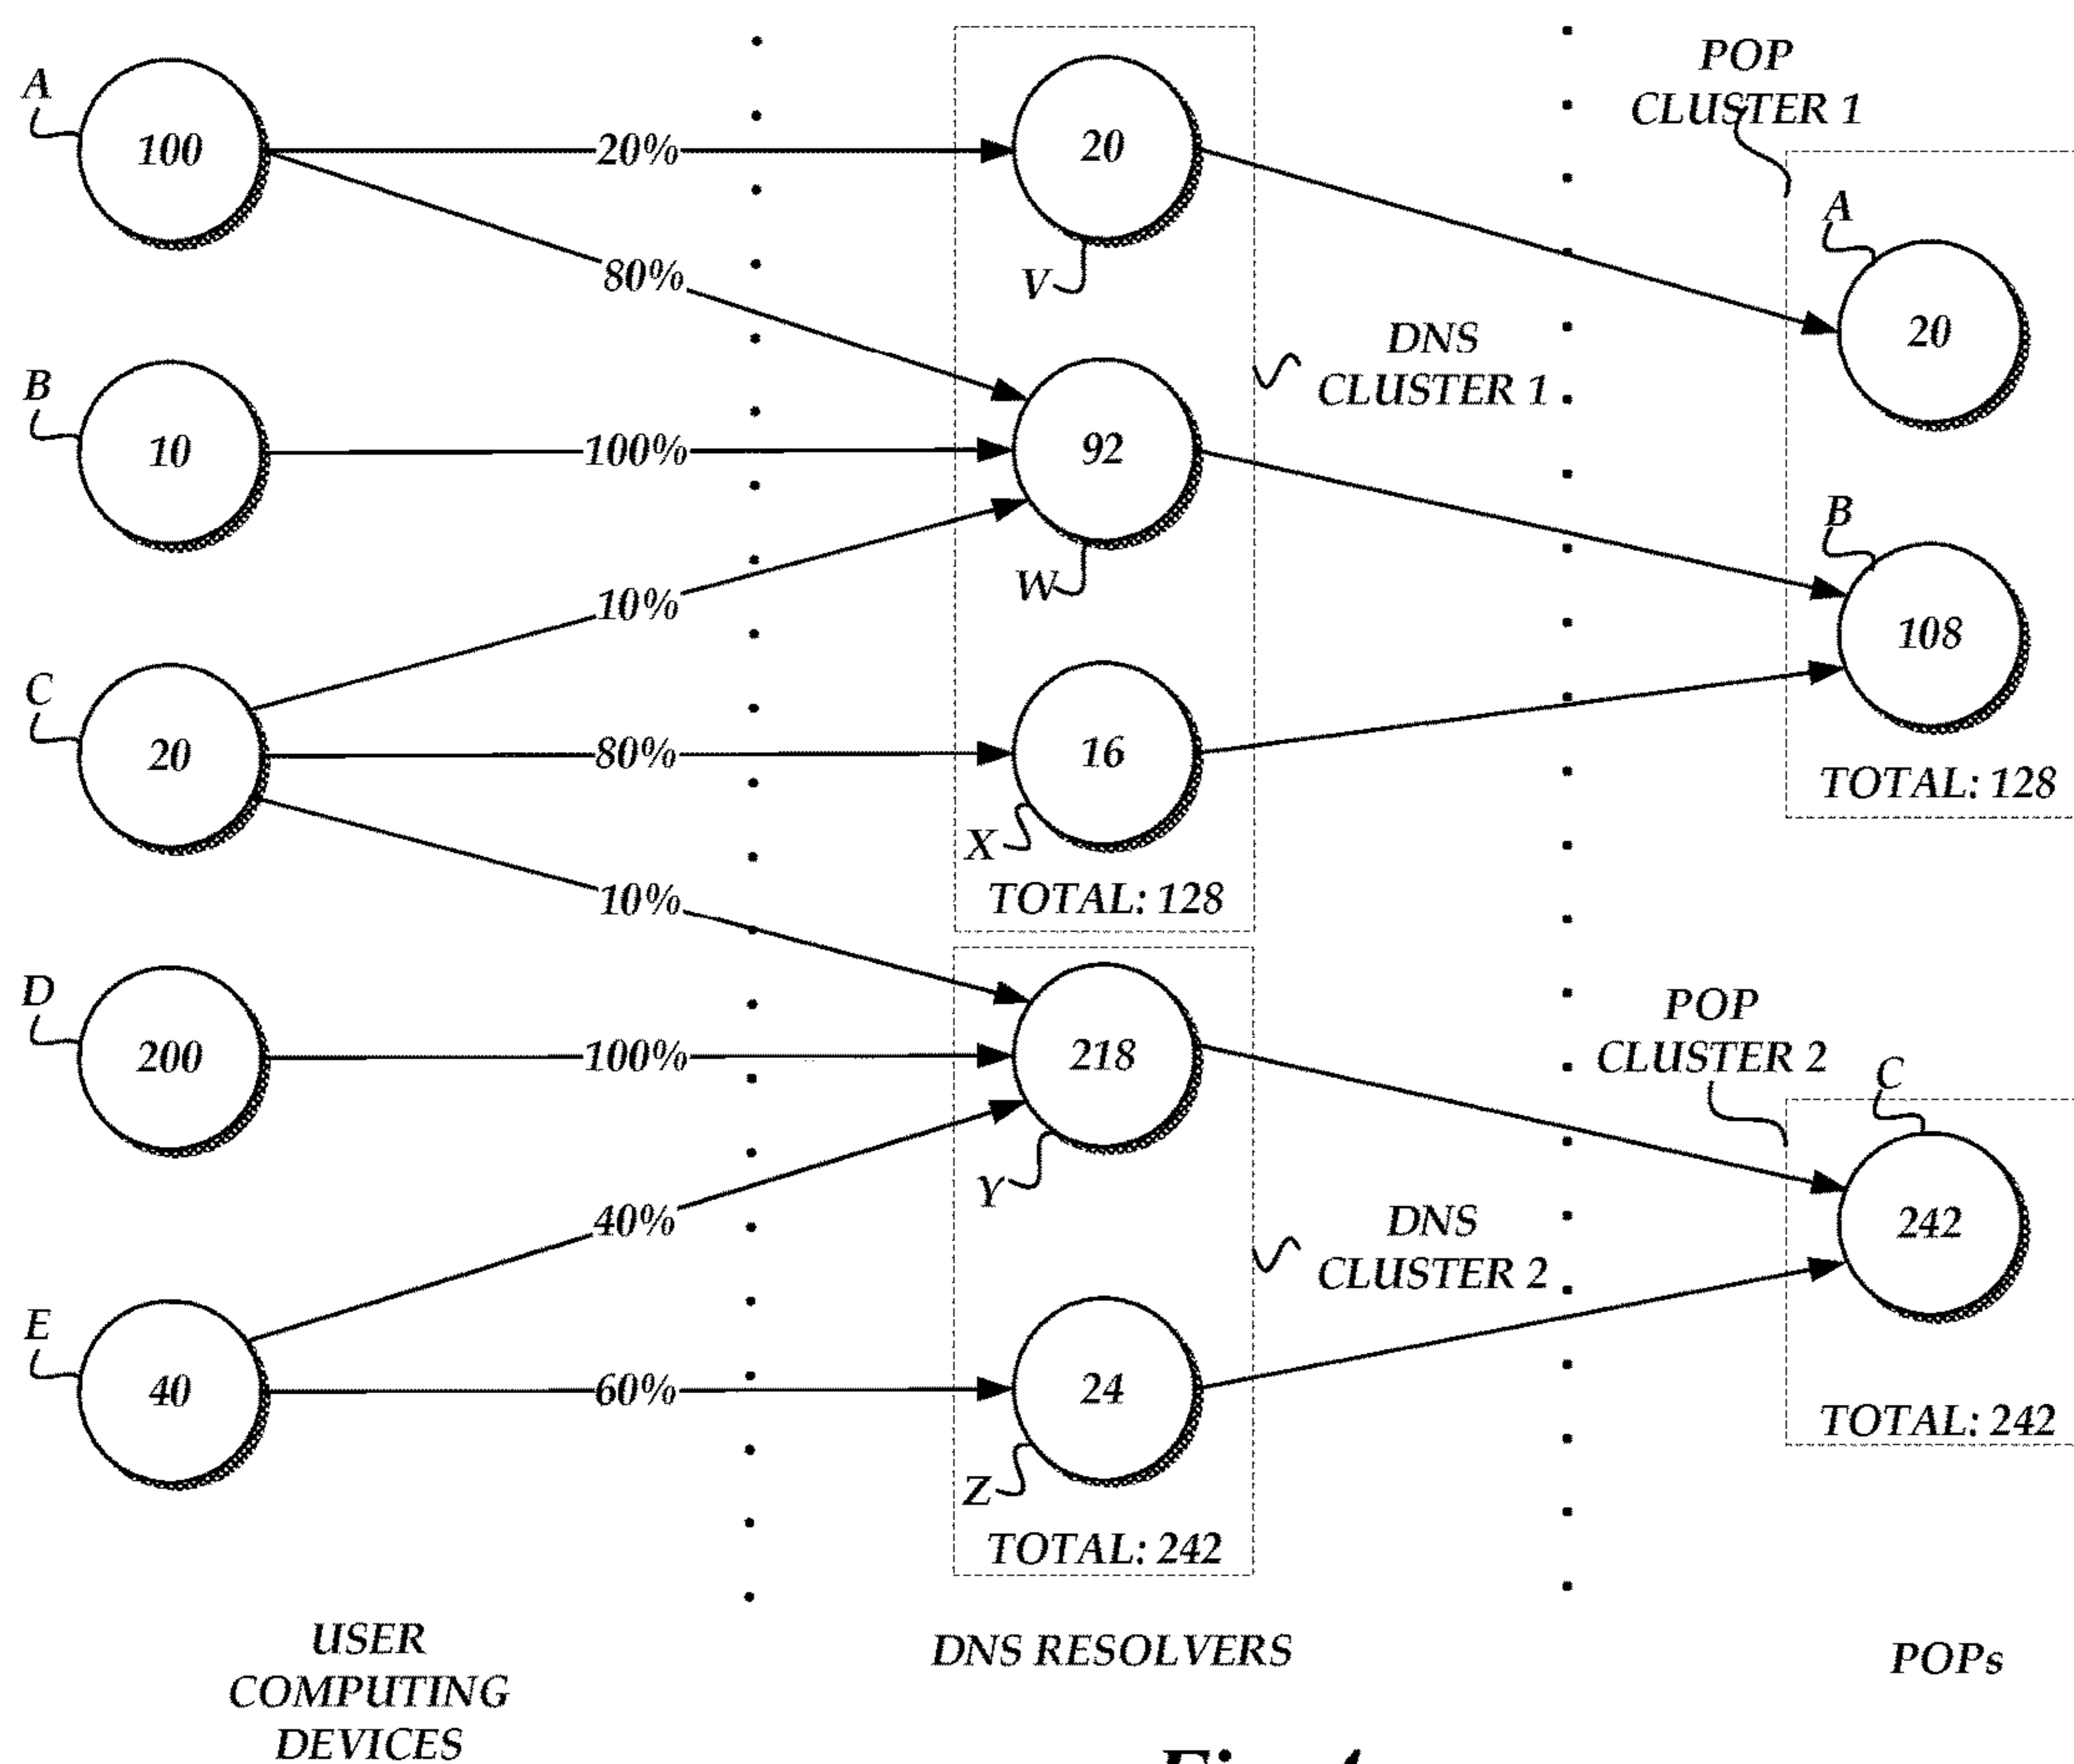 A
100
20%
80%
B
10
100%
C
20
10%
80%
10%
D
200
100%
E
40
40%
60%
USER
COMPUTING
DEVICES
20
V
92
W
16
X
TOTAL: 128
DNS
CLUSTER 1
218
Y
24
Z
TOTAL: 242
DNS
CLUSTER 2
DNS RESOLVERS
POP
CLUSTER 1
A
20
B
108
TOTAL: 128
POP
CLUSTER 2
C
242
TOTAL: 242
POPs